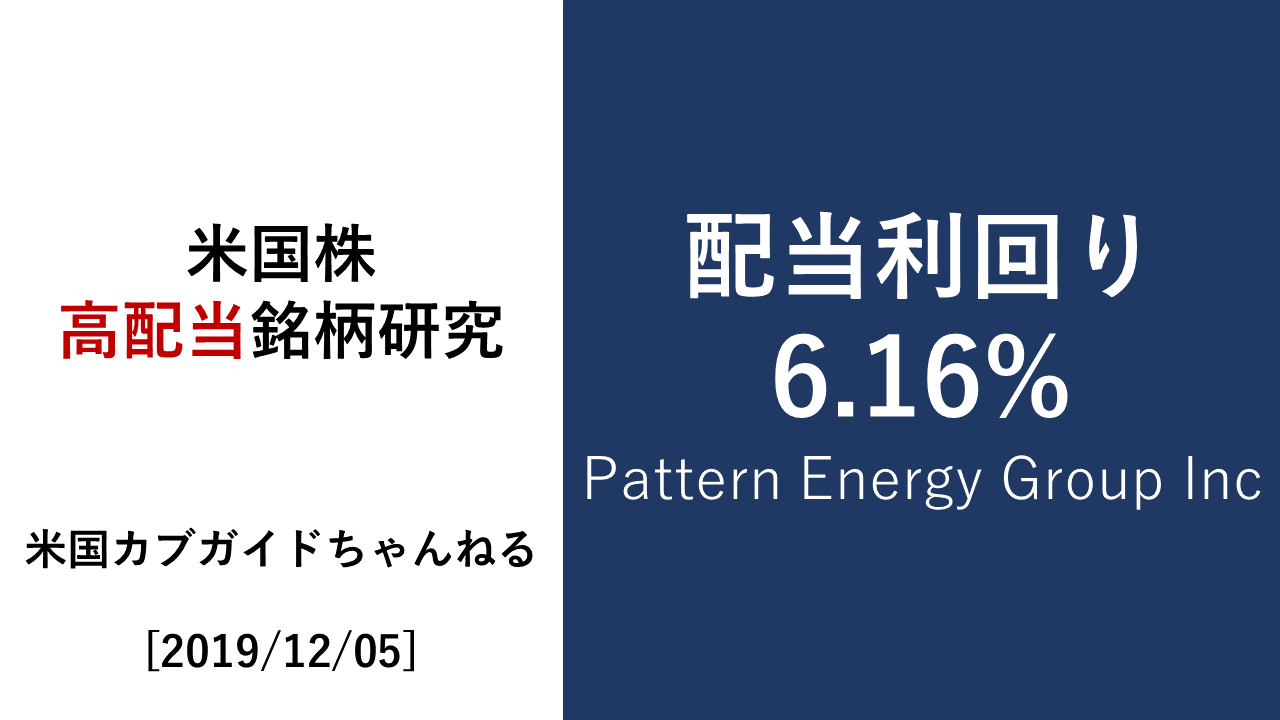 米国株
高配当銘柄研究
米国カブガイドちゃんねる
[2019/12/05]
配当利回り
6.16%
Pattern Energy Group Inc